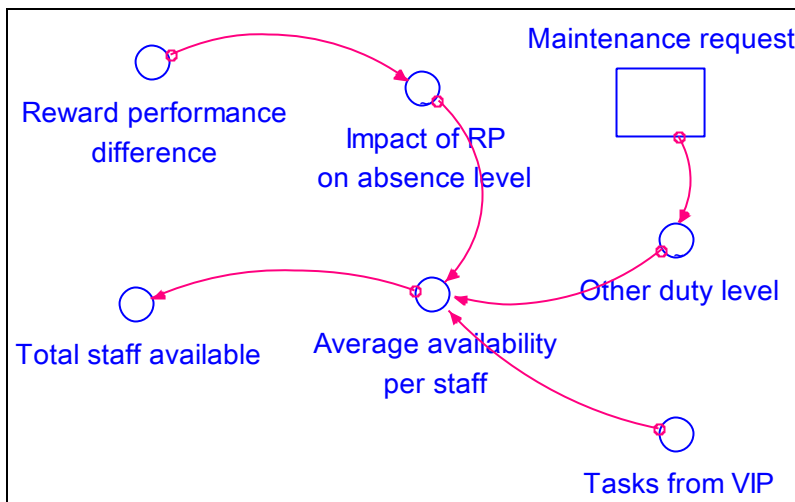 Maintenance request
Reward performance
difference
Impact of RP
on absence level
Other duty level
Total staff available
Average availability
per staff
Tasks from VIP